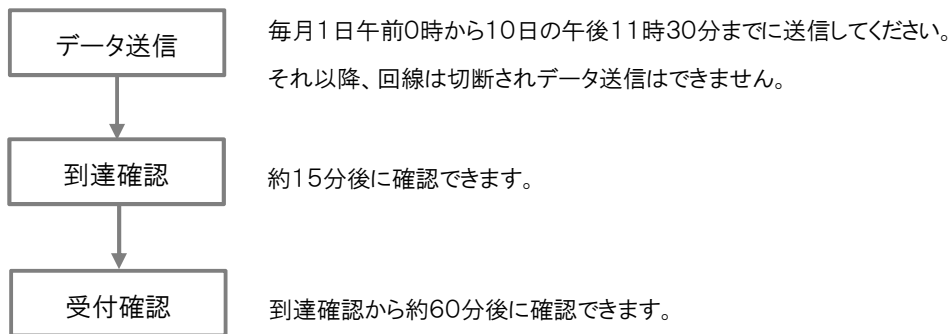 データ送信
毎月1日午前0時から10日の午後11時30分までに送信してください。
それ以降、回線は切断されデータ送信はできません。
到達確認
約15分後に確認できます。
受付確認
到達確認から約60分後に確認できます。